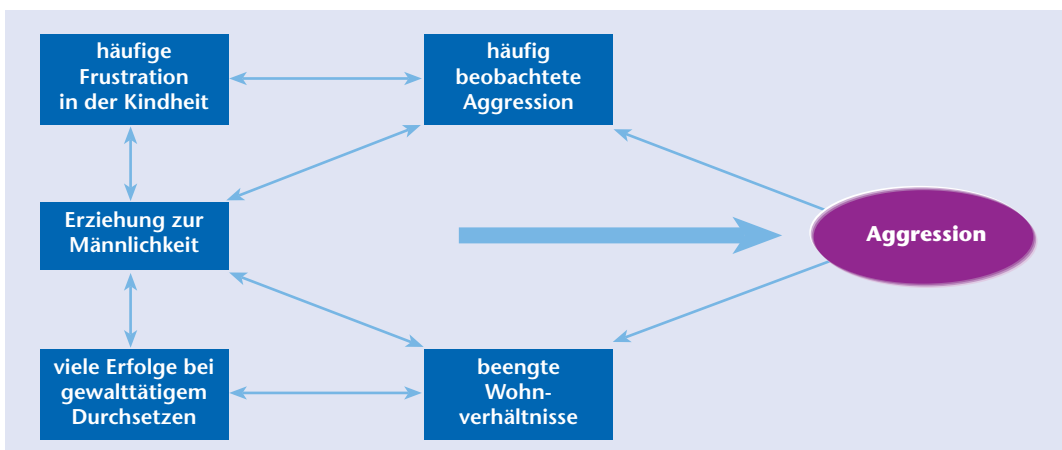 häufige
Frustration
in der Kindheit
häufig
beobachtete
Aggression
Erziehung zur
Männlichkeit
Aggression
viele Erfolge bei
gewalttätigem
Durchsetzen
beengte
Wohn-
verhältnisse